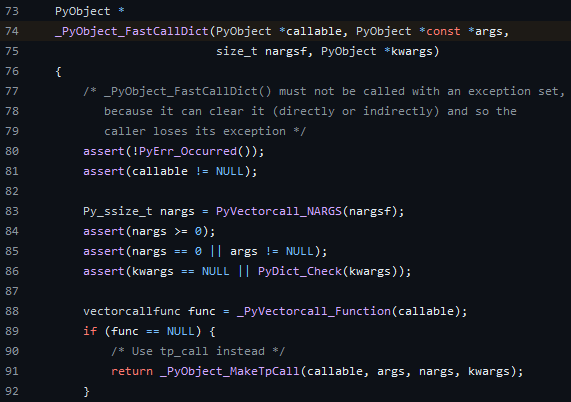 73 PyObject *
74 _PyObject_FastCallDict(PyObject *callable, PyObject *const *args,
75                        size_t nargsf, PyObject *kwargs)
76 {
77     /* _PyObject_FastCallDict() must not be called with an exception set,
78        because it can clear it (directly or indirectly) and so the
79        caller loses its exception */
80     assert(!PyErr_Occurred());
81     assert(callable != NULL);
82
83     Py_ssize_t nargs = PyVectorcall_NARGS(nargsf);
84     assert(nargs >= 0);
85     assert(nargs == 0 || args != NULL);
86     assert(kwargs == NULL || PyDict_Check(kwargs));
87
88     vectorcallfunc func = _PyVectorcall_Function(callable);
89     if (func == NULL) {
90         /* Use tp_call instead */
91         return _PyObject_MakeTpCall(callable, args, nargs, kwargs);
92     }